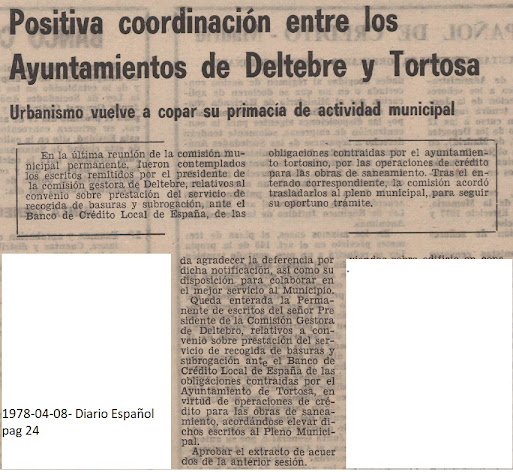 Positiva coordinación entre los
Ayuntamientos de Deltebre y Tortosa
Urbanismo vuelve a copar su primacia de actividad municipal
En la última reunión de la comisión mu-
nicipal permanente, fueron contemplados
los escritos remitidos por el presidente de
la comisión gestora de Deltebre, relativos al
convenio sobre prestación del servicio de
recogida de basuras y subrogación, ante el
Banco de Crédito Local de España, de las
obligaciones contraidas por el ayuntamiento
tortosino, por las operaciones de crédito
para las obras de saneamiento. Tras el en-
terado correspondiente, la comisión acordó
trasladarlos al pleno municipal, para seguir
su oportuno trámite.
da agradecer la deferencia por
dicha notificación, así como su
disposición para colaborar en
el mejor servicio al Municipio.
Queda enterada la Perma-
nente de escritos del señor Pre
sidente de la Comisión Gestora
de Deltebro, relativos a con-
venio sobre prestación del ser-
vicio de recogida de basuras y
subrogación ante el Banco de
Crédito Local de España de las
obligaciones contraidas por el
Ayuntamiento de Tortosa, en
virtud de operaciones de cré-
dito para las obras de sanea-
miento, acordándose elevar di-
chos escritos al Pleno Munici-
pal.
Aprobar el extracto de acuer
dos de la anterior sesión.
1978-04-08- Diario Español
pag 24